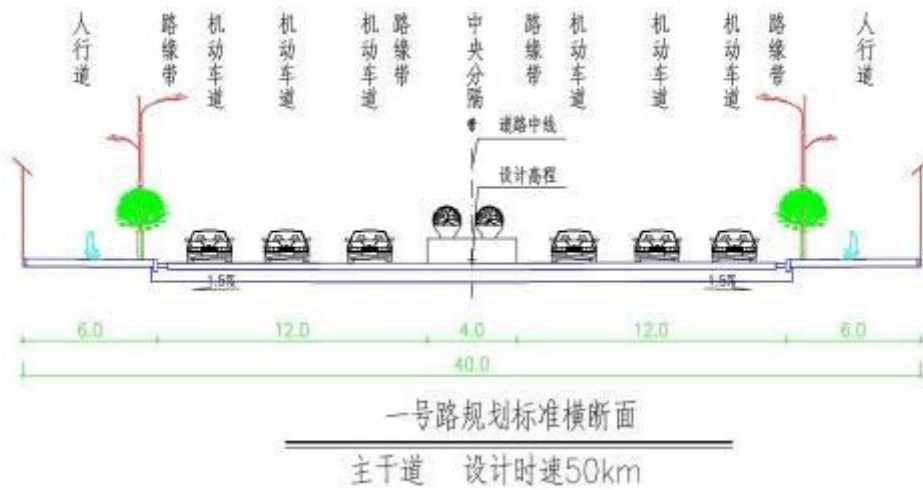 人行道
路缘带
机动车道
机动车道
机动车道
路缘带
中央分隔带
路缘带
机动车道
机动车道
机动车道
路缘带
人行道
道路中线
设计高程
1.5% 1.5%
6.0 12.0 4.0 12.0 6.0
40.0
一号路规划标准横断面
主干道 设计时速50km